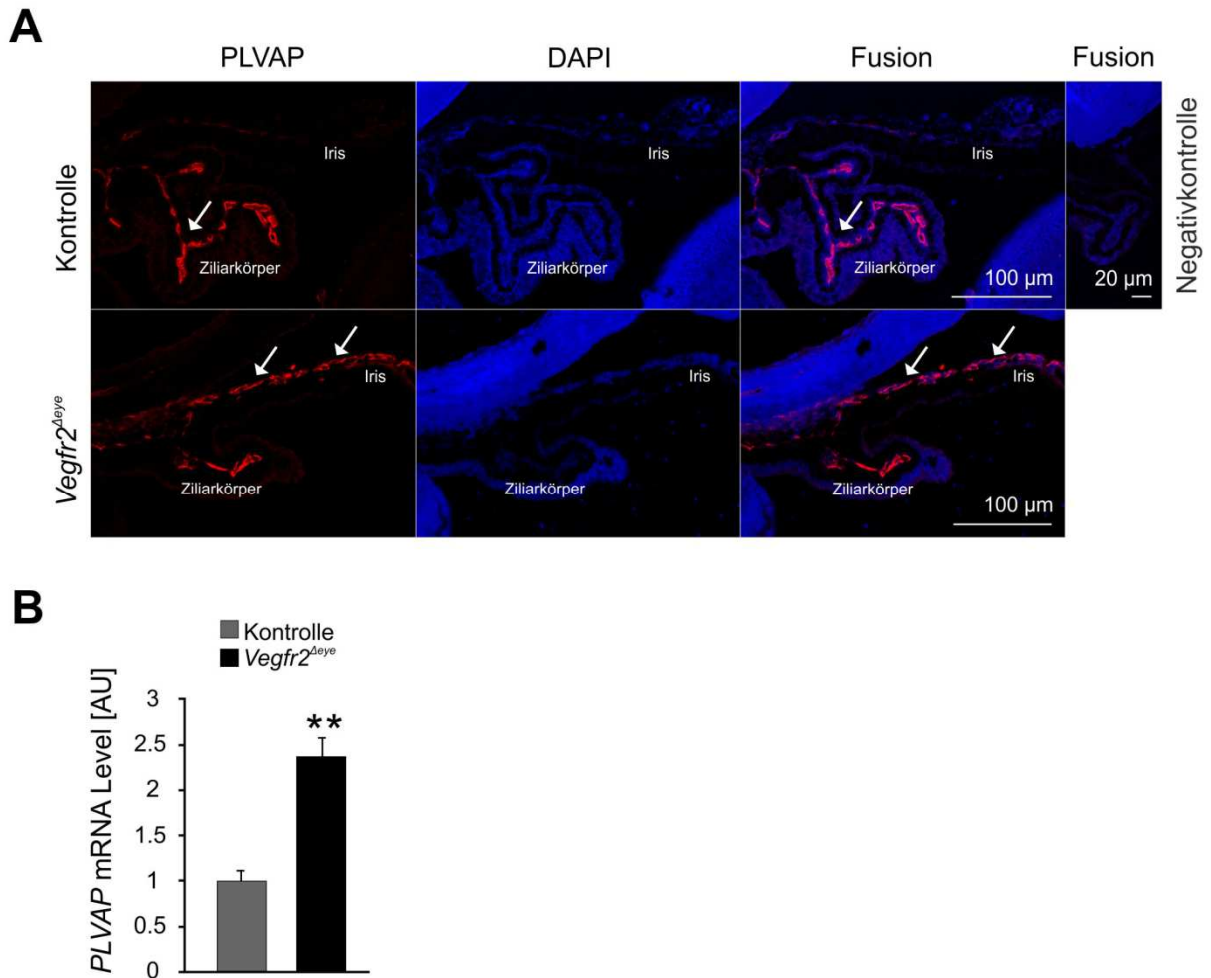 A
PLVAP DAPI Fusion Fusion
Kontrolle
Iris
Ziliarkörper
Iris
Ziliarkörper
Iris
Ziliarkörper
100 µm
20 µm
Negativkontrolle
Vegfr2Δeye
Iris
Ziliarkörper
Iris
Ziliarkörper
Iris
Ziliarkörper
100 µm
B
Kontrolle
Vegfr2Δeye
PLVAP mRNA Level [AU]
3
2.5
2
1.5
1
0.5
0
**